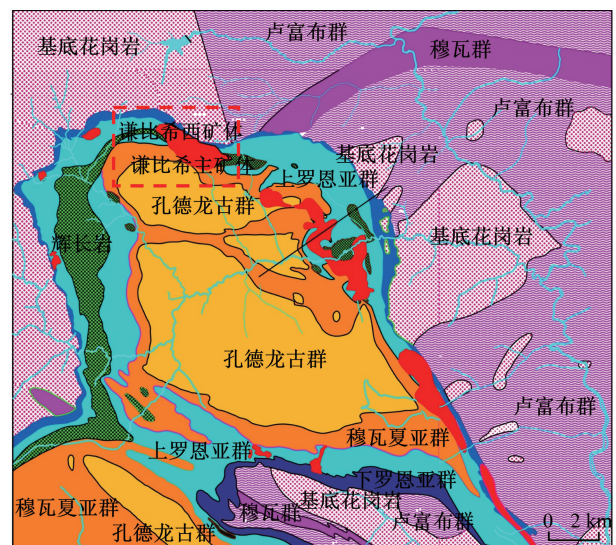 卢富布群
基底花岗岩
穆瓦群
卢富布群
谦比希西矿体
基底花岗岩
谦比希主矿体
上罗恩亚群
孔德龙古群
基底花岗岩
辉长岩
孔德龙古群
卢富布群
穆瓦夏亚群
上罗恩亚群
下罗恩亚群
基底花岗岩
穆瓦夏亚群
穆瓦群
卢富布群
孔德龙古群
0 2 km